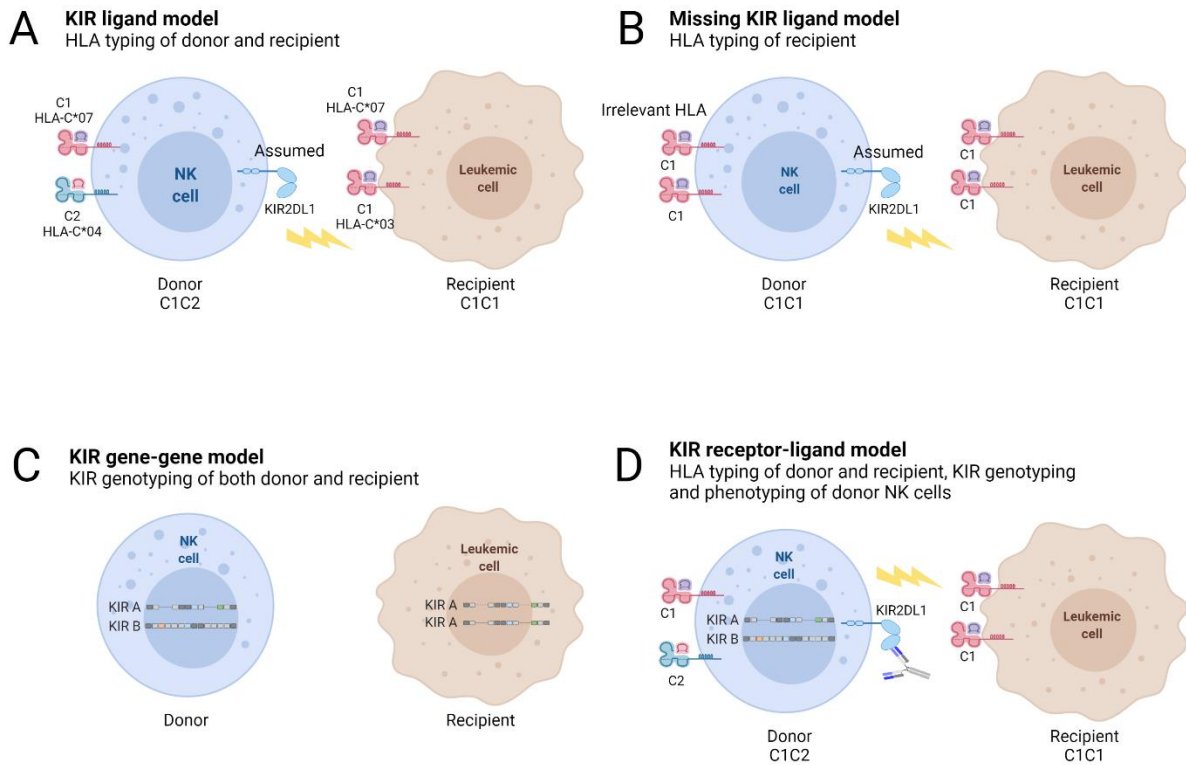 A
KIR ligand model
HLA typing of donor and recipient
C1
HLA-C*07
C2
HLA-C*04
NK
cell
Assumed
KIR2DL1
C1
HLA-C*07
C1
HLA-C*03
Leukemic
cell
Donor
C1C2
Recipient
C1C1
B
Missing KIR ligand model
HLA typing of recipient
Irrelevant HLA
C1
C1
NK
cell
Assumed
KIR2DL1
C1
C1
Leukemic
cell
Donor
C1C1
Recipient
C1C1
C
KIR gene-gene model
KIR genotyping of both donor and recipient
NK
cell
KIR A
KIR B
Leukemic
cell
KIR A
KIR A
Donor
Recipient
D
KIR receptor-ligand model
HLA typing of donor and recipient, KIR genotyping
and phenotyping of donor NK cells
C1
C2
NK
cell
KIR A
KIR B
KIR2DL1
C1
C1
Leukemic
cell
Donor
C1C2
Recipient
C1C1